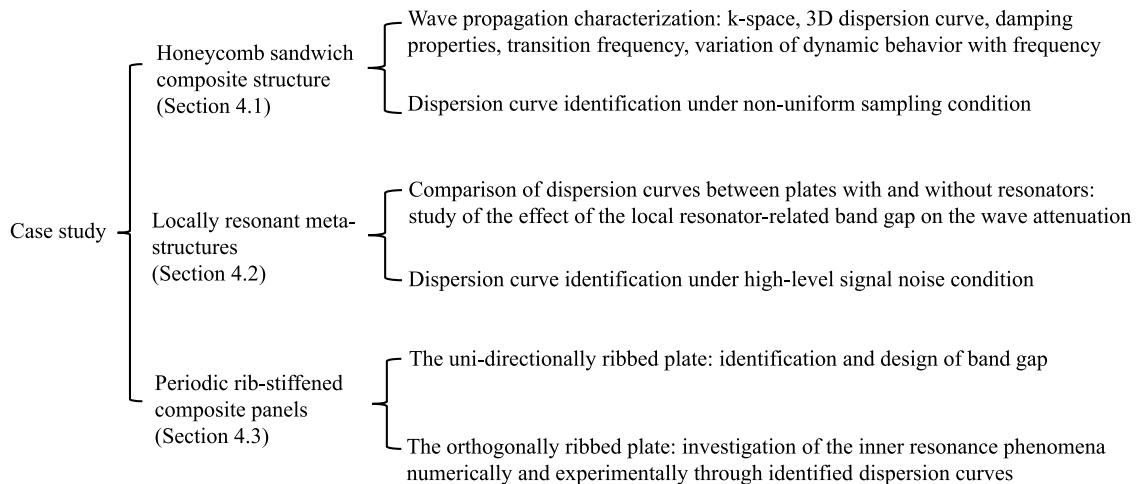 Case study
Honeycomb sandwich
composite structure
(Section 4.1)
Wave propagation characterization: k-space, 3D dispersion curve, damping
properties, transition frequency, variation of dynamic behavior with frequency
Dispersion curve identification under non-uniform sampling condition
Locally resonant meta-
structures
(Section 4.2)
Comparison of dispersion curves between plates with and without resonators:
study of the effect of the local resonator-related band gap on the wave attenuation
Dispersion curve identification under high-level signal noise condition
Periodic rib-stiffened
composite panels
(Section 4.3)
The uni-directionally ribbed plate: identification and design of band gap
The orthogonally ribbed plate: investigation of the inner resonance phenomena
numerically and experimentally through identified dispersion curves